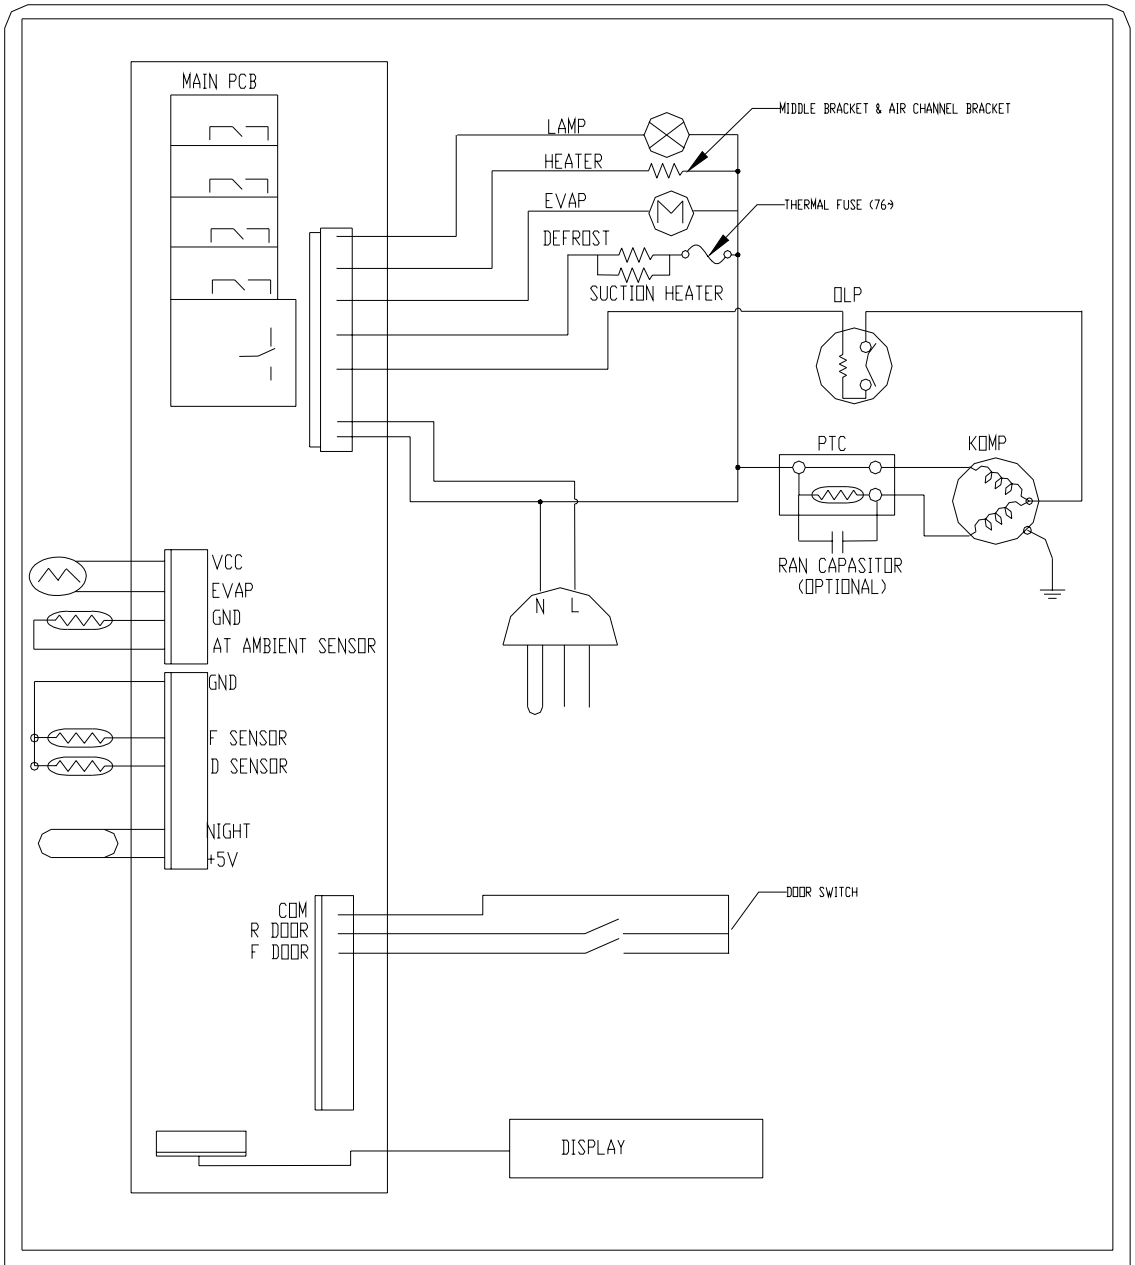 MAIN PCB
MIDDLE BRACKET & AIR CHANNEL BRACKET
LAMP
HEATER
EVAP
THERMAL FUSE (76°)
DEFROST
SUCTION HEATER
OLP
PTC
KOMP
RAN CAPASITOR
(OPTIONAL)
VCC
EVAP
GND
AT AMBIENT SENSOR
N L
GND
F SENSOR
D SENSOR
NIGHT
+5V
COM
R DOOR
F DOOR
DOOR SWITCH
DISPLAY